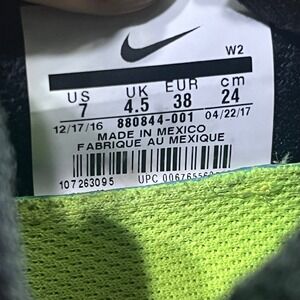 W2
US UK EUR cm
7 4.5 38 24
12/17/16 880844-001 04/22/17
MADE IN MEXICO
FABRIQUE AU MEXIQUE
107263095 UPC